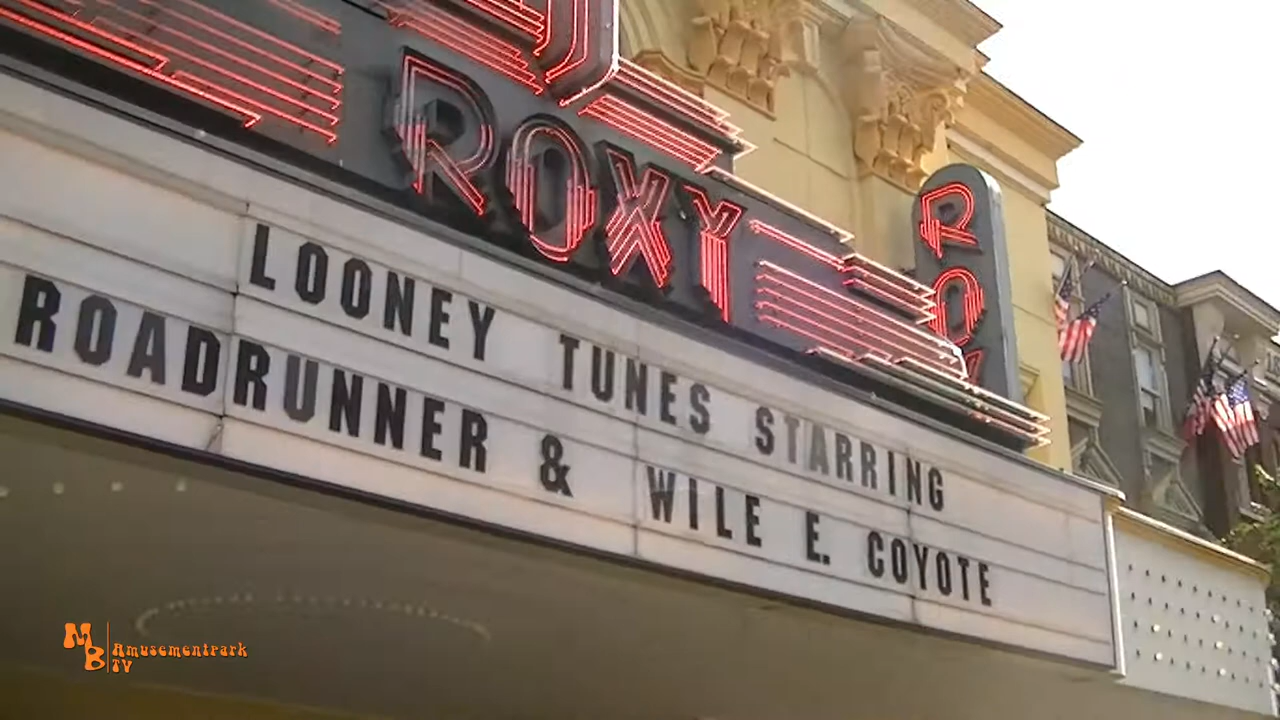 ROXY
ROXY
LOONEY TUNES STARRING
ROADRUNNER & WILE E. COYOTE
MB Amusementpark
TV